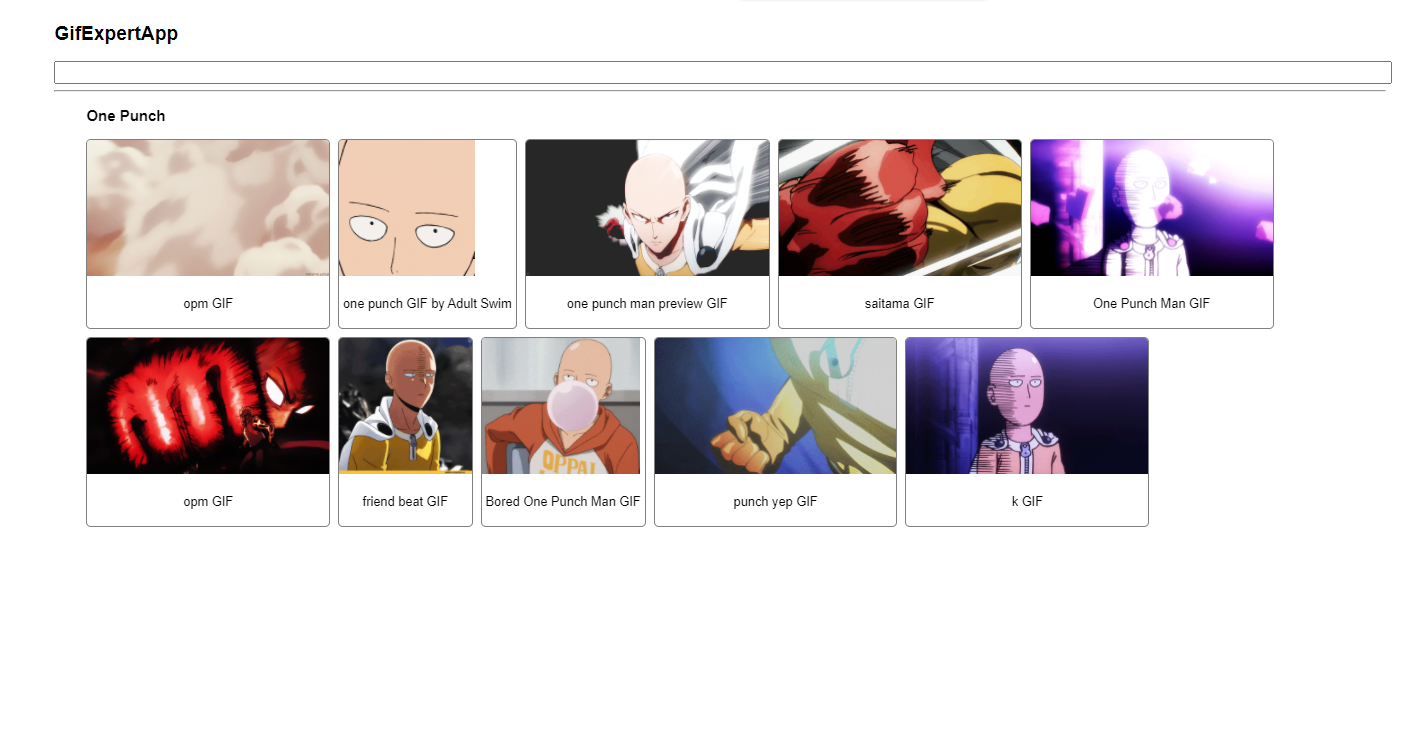 GifExpertApp
One Punch
opm GIF
one punch GIF by Adult Swim
one punch man preview GIF
saitama GIF
One Punch Man GIF
OPPAI
opm GIF
friend beat GIF
Bored One Punch Man GIF
punch yep GIF
k GIF